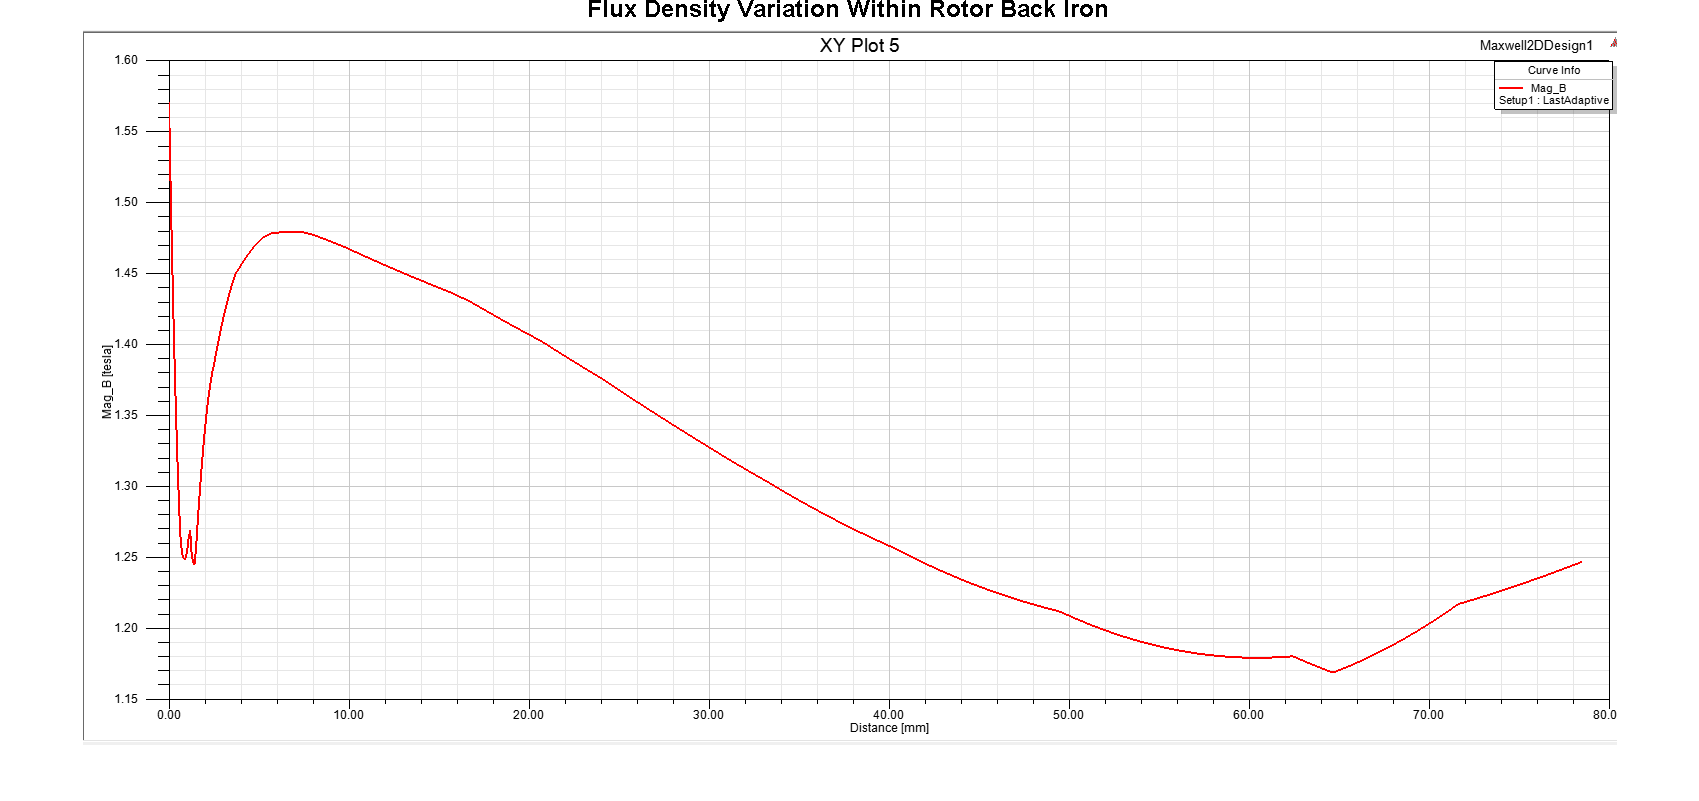 Flux Density Variation Within Rotor Back Iron
XY Plot 5
Maxwell2DDesign1
Curve Info
Mag_B
Setup1 : LastAdaptive
1.60
1.55
1.50
1.45
1.40
1.35
1.30
1.25
1.20
1.15
Mag_B [tesla]
0.00 10.00 20.00 30.00 40.00 50.00 60.00 70.00 80.0
Distance [mm]